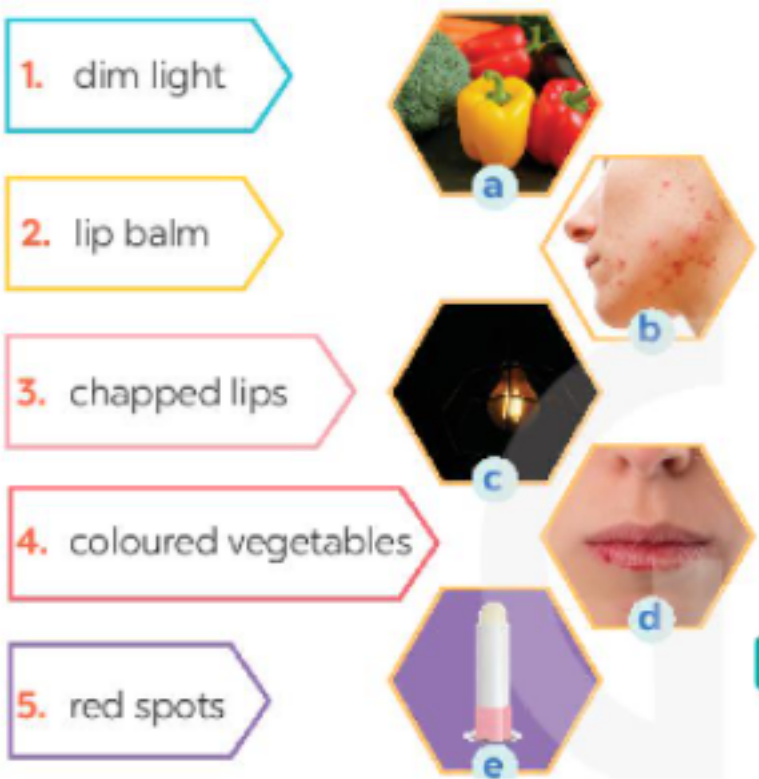 1. dim light
a
2. lip balm
b
3. chapped lips
c
4. coloured vegetables
d
5. red spots
e